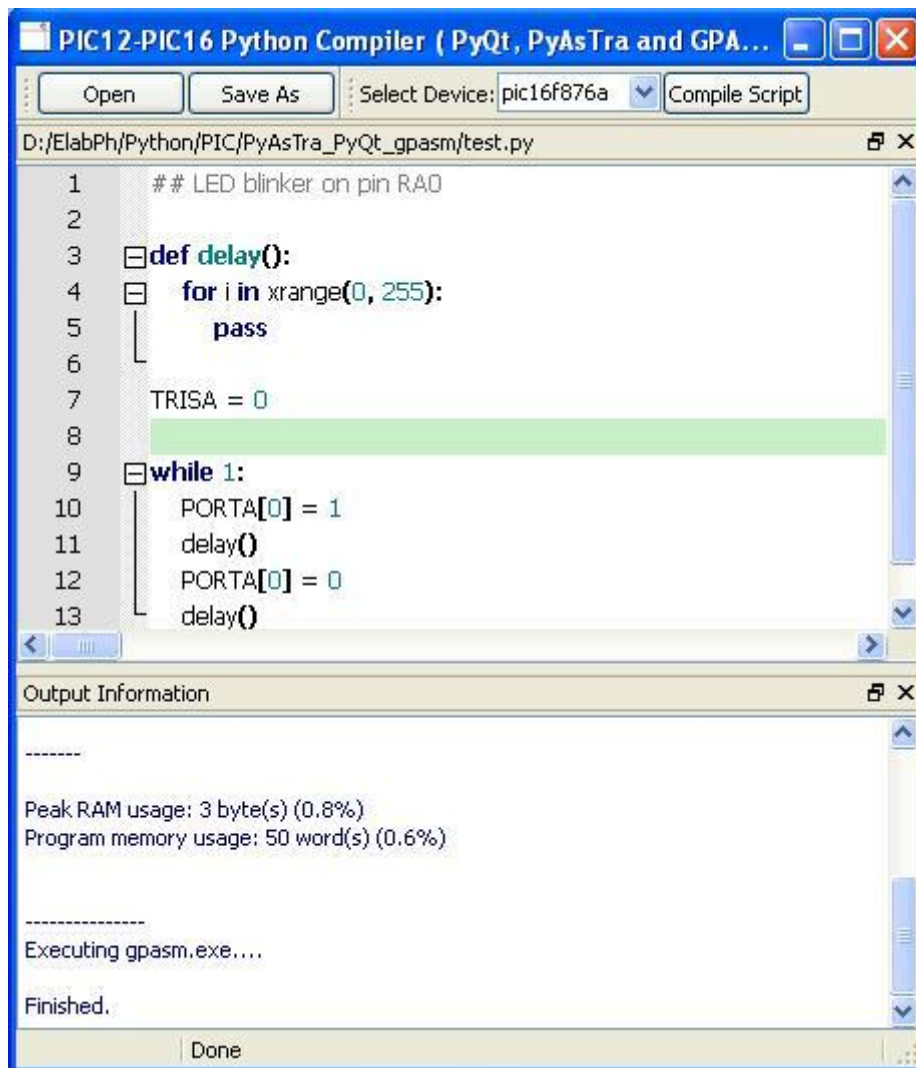 PIC12-PIC16 Python Compiler ( PyQt, PyAsTra and GPA...
Open Save As Select Device: pic16f876a Compile Script
D:/ElabPh/Python/PIC/PyAsTra_PyQt_gpasm/test.py
1 ## LED blinker on pin RA0
2
3 def delay():
4 for i in xrange(0, 255):
5 pass
6
7 TRISA = 0
8
9 while 1:
10 PORTA[0] = 1
11 delay()
12 PORTA[0] = 0
13 delay()
Output Information
-------
Peak RAM usage: 3 byte(s) (0.8%)
Program memory usage: 50 word(s) (0.6%)
---------------
Executing gpasm.exe....
Finished.
Done